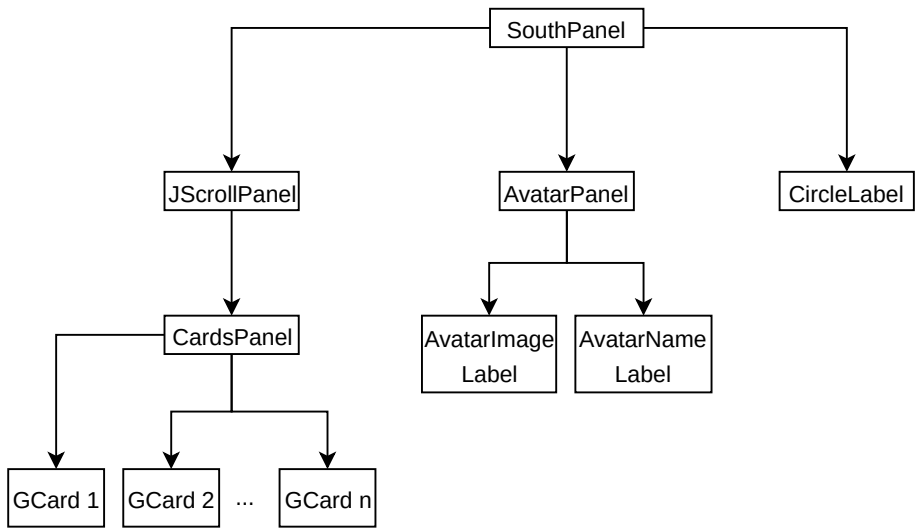 SouthPanel
JScrollPanel
AvatarPanel
CircleLabel
CardsPanel
AvatarImage
Label
AvatarName
Label
GCard 1
GCard 2
...
GCard n